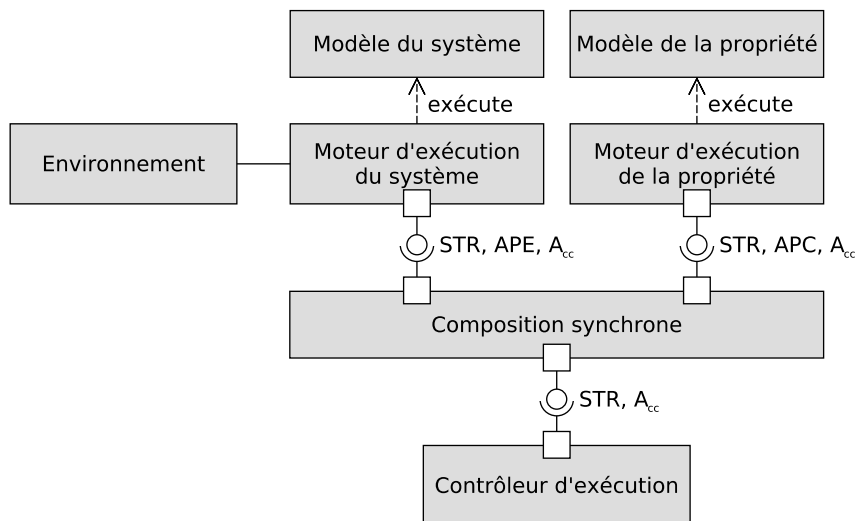 Modèle du système
Modèle de la propriété
exécute
exécute
Environnement
Moteur d'exécution
du système
Moteur d'exécution
de la propriété
STR, APE, Acc
STR, APC, Acc
Composition synchrone
STR, Acc
Contrôleur d'exécution